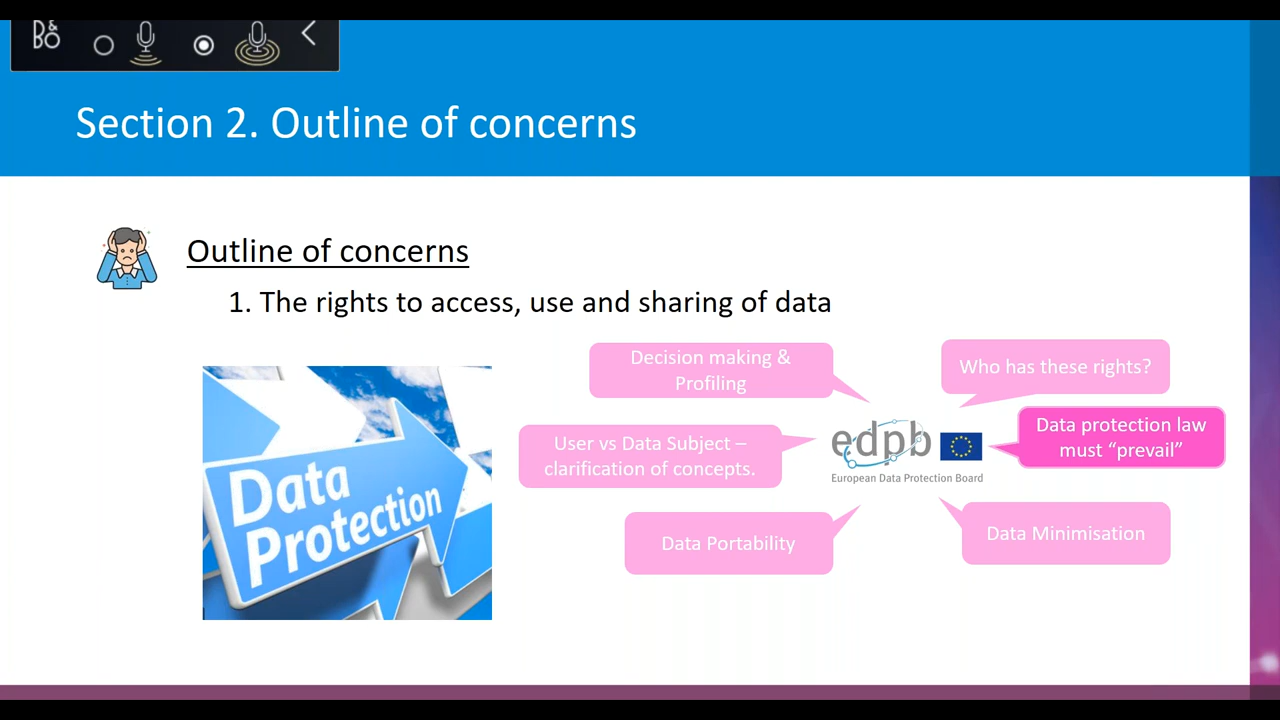 B&O
Section 2. Outline of concerns
Outline of concerns
1. The rights to access, use and sharing of data
Data
Protection
Decision making &
Profiling
Who has these rights?
User vs Data Subject –
clarification of concepts.
edpb
European Data Protection Board
Data protection law
must “prevail”
Data Portability
Data Minimisation